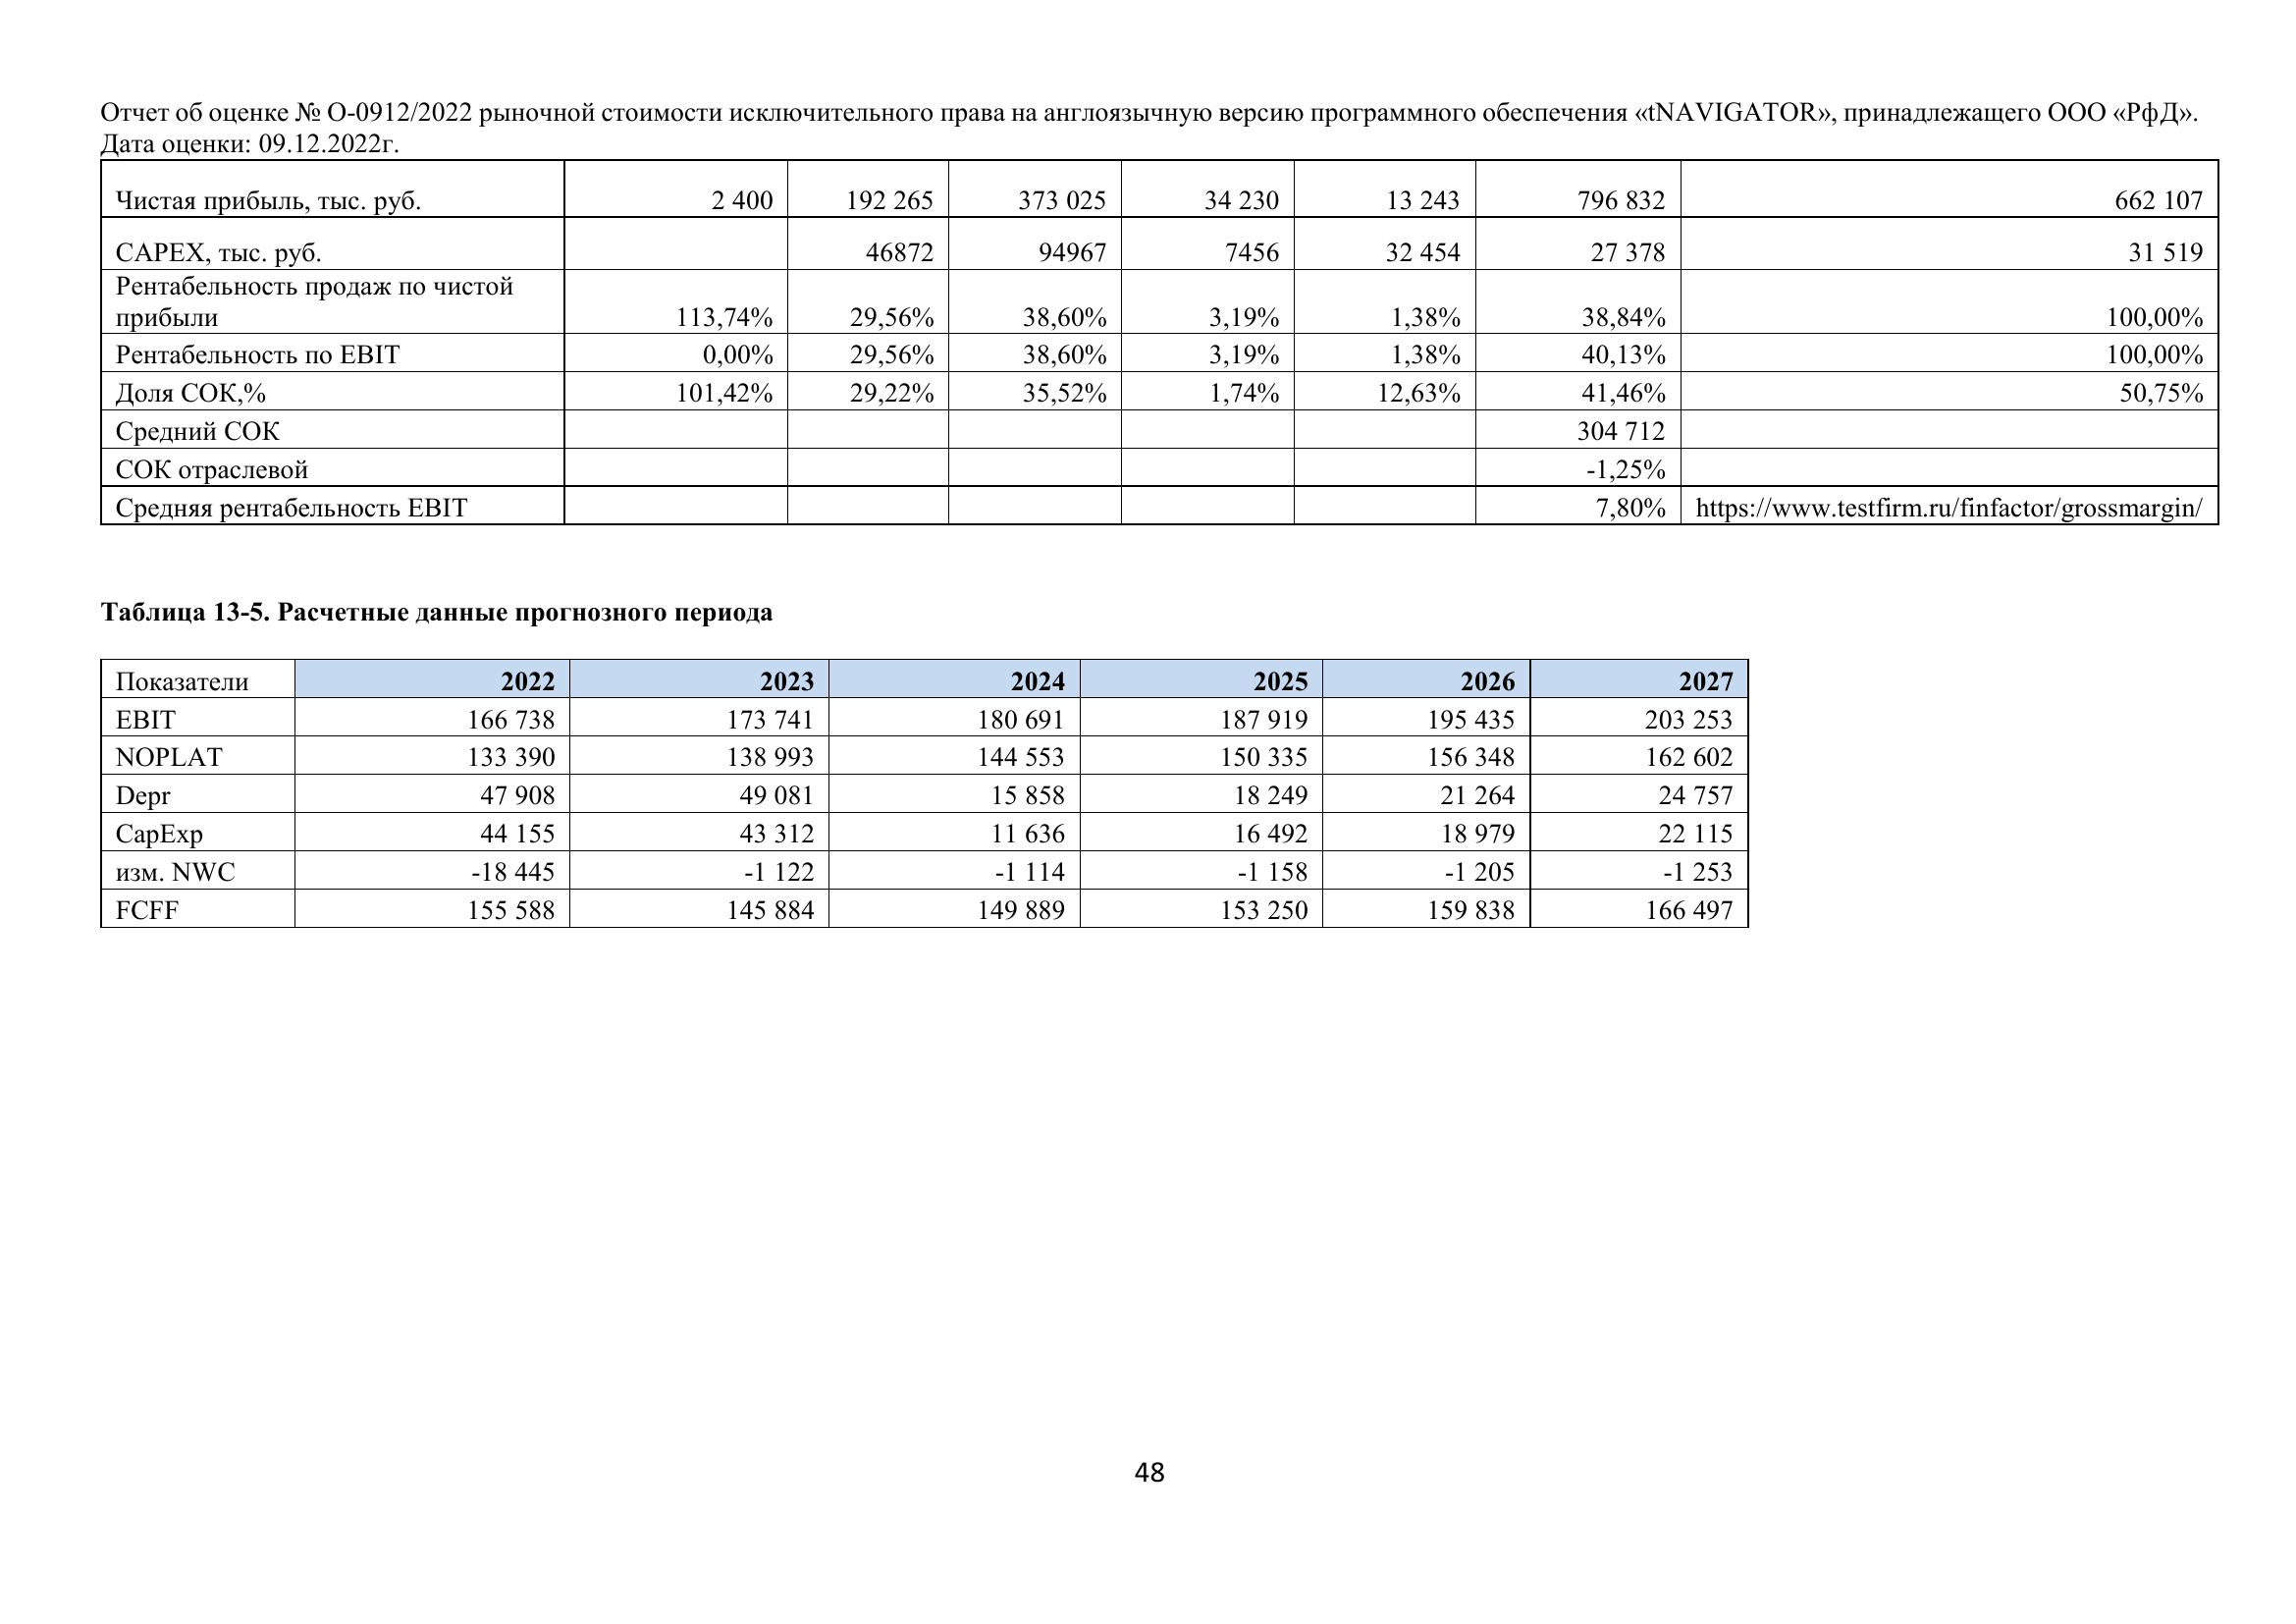 Отчет об оценке № О-0912/2022 рыночной стоимости исключительного права на англоязычную версию программного обеспечения «tNAVIGATOR», принадлежащего ООО «РфД».
Дата оценки: 09.12.2022г.
Чистая прибыль, тыс. руб. 2 400 192 265 373 025 34 230 13 243 796 832 662 107
CAPEX, тыс. руб. 46872 94967 7456 32 454 27 378 31 519
Рентабельность продаж по чистой
прибыли 113,74% 29,56% 38,60% 3,19% 1,38% 38,84% 100,00%
Рентабельность по EBIT 0,00% 29,56% 38,60% 3,19% 1,38% 40,13% 100,00%
Доля СОК,% 101,42% 29,22% 35,52% 1,74% 12,63% 41,46% 50,75%
Средний СОК 304 712
СОК отраслевой -1,25%
Средняя рентабельность EBIT 7,80% https://www.testfirm.ru/finfactor/grossmargin/
Таблица 13-5. Расчетные данные прогнозного периода
Показатели 2022 2023 2024 2025 2026 2027
EBIT 166 738 173 741 180 691 187 919 195 435 203 253
NOPLAT 133 390 138 993 144 553 150 335 156 348 162 602
Depr 47 908 49 081 15 858 18 249 21 264 24 757
CapExp 44 155 43 312 11 636 16 492 18 979 22 115
изм. NWC -18 445 -1 122 -1 114 -1 158 -1 205 -1 253
FCFF 155 588 145 884 149 889 153 250 159 838 166 497
48